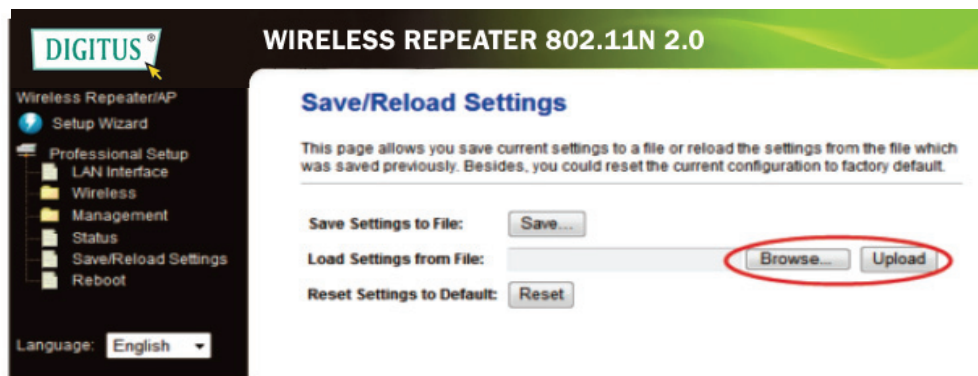 DIGITUS®
WIRELESS REPEATER 802.11N 2.0
Wireless Repeater/AP
Setup Wizard
Professional Setup
LAN Interface
Wireless
Management
Status
Save/Reload Settings
Reboot
Language: English
Save/Reload Settings
This page allows you save current settings to a file or reload the settings from the file which
was saved previously. Besides, you could reset the current configuration to factory default.
Save Settings to File: Save...
Load Settings from File: Browse... Upload
Reset Settings to Default: Reset